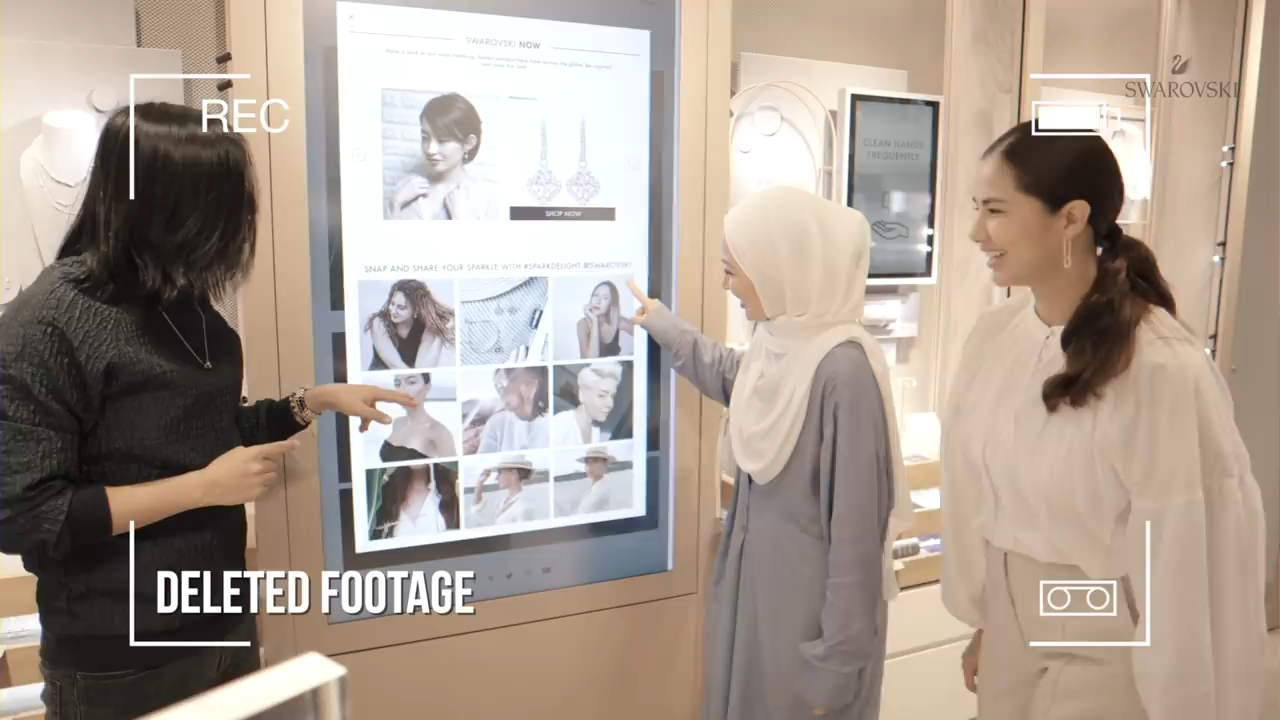 SWAROVSKI NOW
REC
SWAROVSKI
CLEAN HANDS
FREQUENTLY
SHOP NOW
SNAP AND SHARE YOUR SPARKLE WITH #SPARKDELIGHT @SWAROVSKI
DELETED FOOTAGE